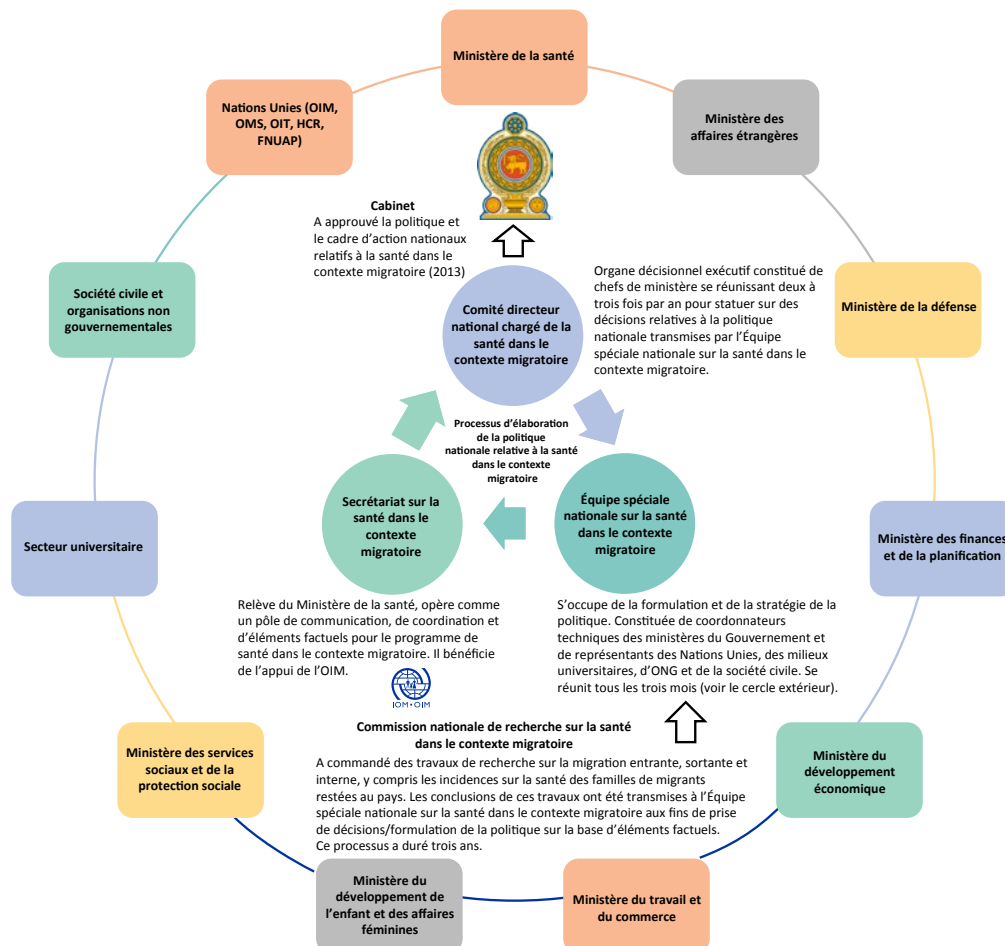 Ministère de la santé
Nations Unies (OIM,
OMS, OIT, HCR,
FNUAP)
Ministère des
affaires étrangères
Cabinet
A approuvé la politique et
le cadre d’action nationaux
relatifs à la santé dans le
contexte migratoire (2013)
Société civile et
organisations non
gouvernementales
Comité directeur
national chargé de la
santé dans le
contexte migratoire
Organe décisionnel exécutif constitué de
chefs de ministère se réunissant deux à
trois fois par an pour statuer sur des
décisions relatives à la politique
nationale transmises par l’Équipe
spéciale nationale sur la santé dans le
contexte migratoire.
Ministère de la défense
Processus d’élaboration
de la politique
nationale relative à la santé
dans le contexte
migratoire
Secteur universitaire
Secrétariat sur la
santé dans le
contexte
migratoire
Équipe spéciale
nationale sur la santé
dans le contexte
migratoire
Ministère des finances
et de la planification
Relève du Ministère de la santé, opère comme
un pôle de communication, de coordination et
d’éléments factuels pour le programme de
santé dans le contexte migratoire. Il bénéficie
de l’appui de l’OIM.
IOM•OIM
S’occupe de la formulation et de la stratégie de la
politique. Constituée de coordonnateurs
techniques des ministères du Gouvernement et
de représentants des Nations Unies, des milieux
universitaires, d’ONG et de la société civile. Se
réunit tous les trois mois (voir le cercle extérieur).
Ministère des services
sociaux et de la
protection sociale
Commission nationale de recherche sur la santé
dans le contexte migratoire
A commandé des travaux de recherche sur la migration entrante, sortante et
interne, y compris les incidences sur la santé des familles de migrants
restées au pays. Les conclusions de ces travaux ont été transmises à l’Équipe
spéciale nationale sur la santé dans le contexte migratoire aux fins de prise
de décisions/formulation de la politique sur la base d’éléments factuels.
Ce processus a duré trois ans.
Ministère du
développement
économique
Ministère du
développement de
l’enfant et des affaires
féminines
Ministère du travail et
du commerce